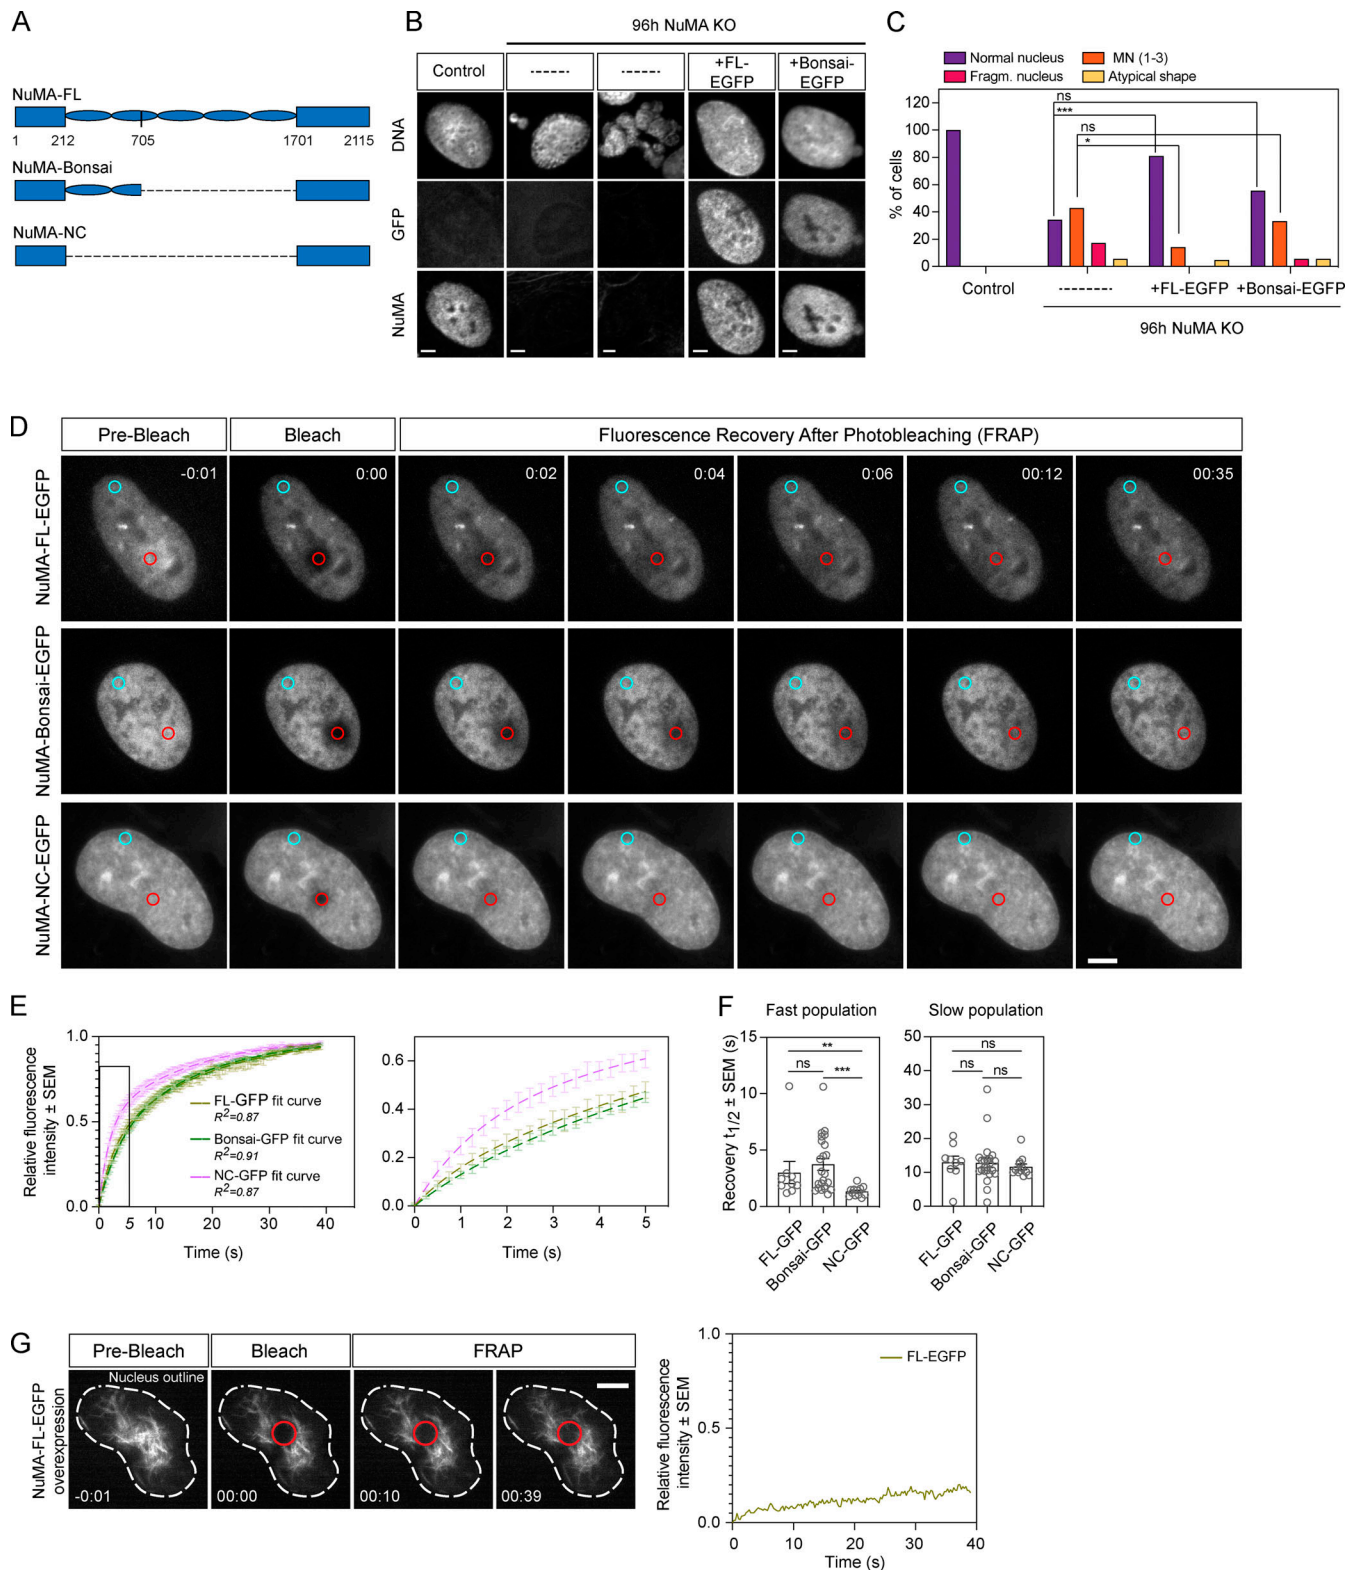 A
NuMA-FL
1 212 705 1701 2115
NuMA-Bonsai
NuMA-NC
B
96h NuMA KO
Control
+FL-
EGFP
+Bonsai-
EGFP
DNA
GFP
NuMA
C
Normal nucleus
MN (1-3)
Fragm. nucleus
Atypical shape
% of cells
120
100
80
60
40
20
0
ns
***
ns
*
Control
+FL-EGFP
+Bonsai-EGFP
96h NuMA KO
D
Pre-Bleach
Bleach
Fluorescence Recovery After Photobleaching (FRAP)
NuMA-FL-EGFP
-0:01
0:00
0:02
0:04
0:06
00:12
00:35
NuMA-Bonsai-EGFP
NuMA-NC-EGFP
E
Relative fluorescence
intensity ± SEM
1.0
0.5
0.0
FL-GFP fit curve
R²=0.87
Bonsai-GFP fit curve
R²=0.91
NC-GFP fit curve
R²=0.87
0 5 10 20 30 40
Time (s)
0.6
0.4
0.2
0.0
0 1 2 3 4 5
Time (s)
F
Fast population
Recovery t1/2 ± SEM (s)
15
10
5
0
**
ns
***
FL-GFP
Bonsai-GFP
NC-GFP
Slow population
50
40
30
20
10
0
ns
ns
ns
FL-GFP
Bonsai-GFP
NC-GFP
G
Pre-Bleach
Bleach
FRAP
NuMA-FL-EGFP
overexpression
Nucleus outline
-0:01
00:00
00:10
00:39
Relative fluorescence
intensity ± SEM
1.0
0.5
0.0
FL-EGFP
0 10 20 30 40
Time (s)